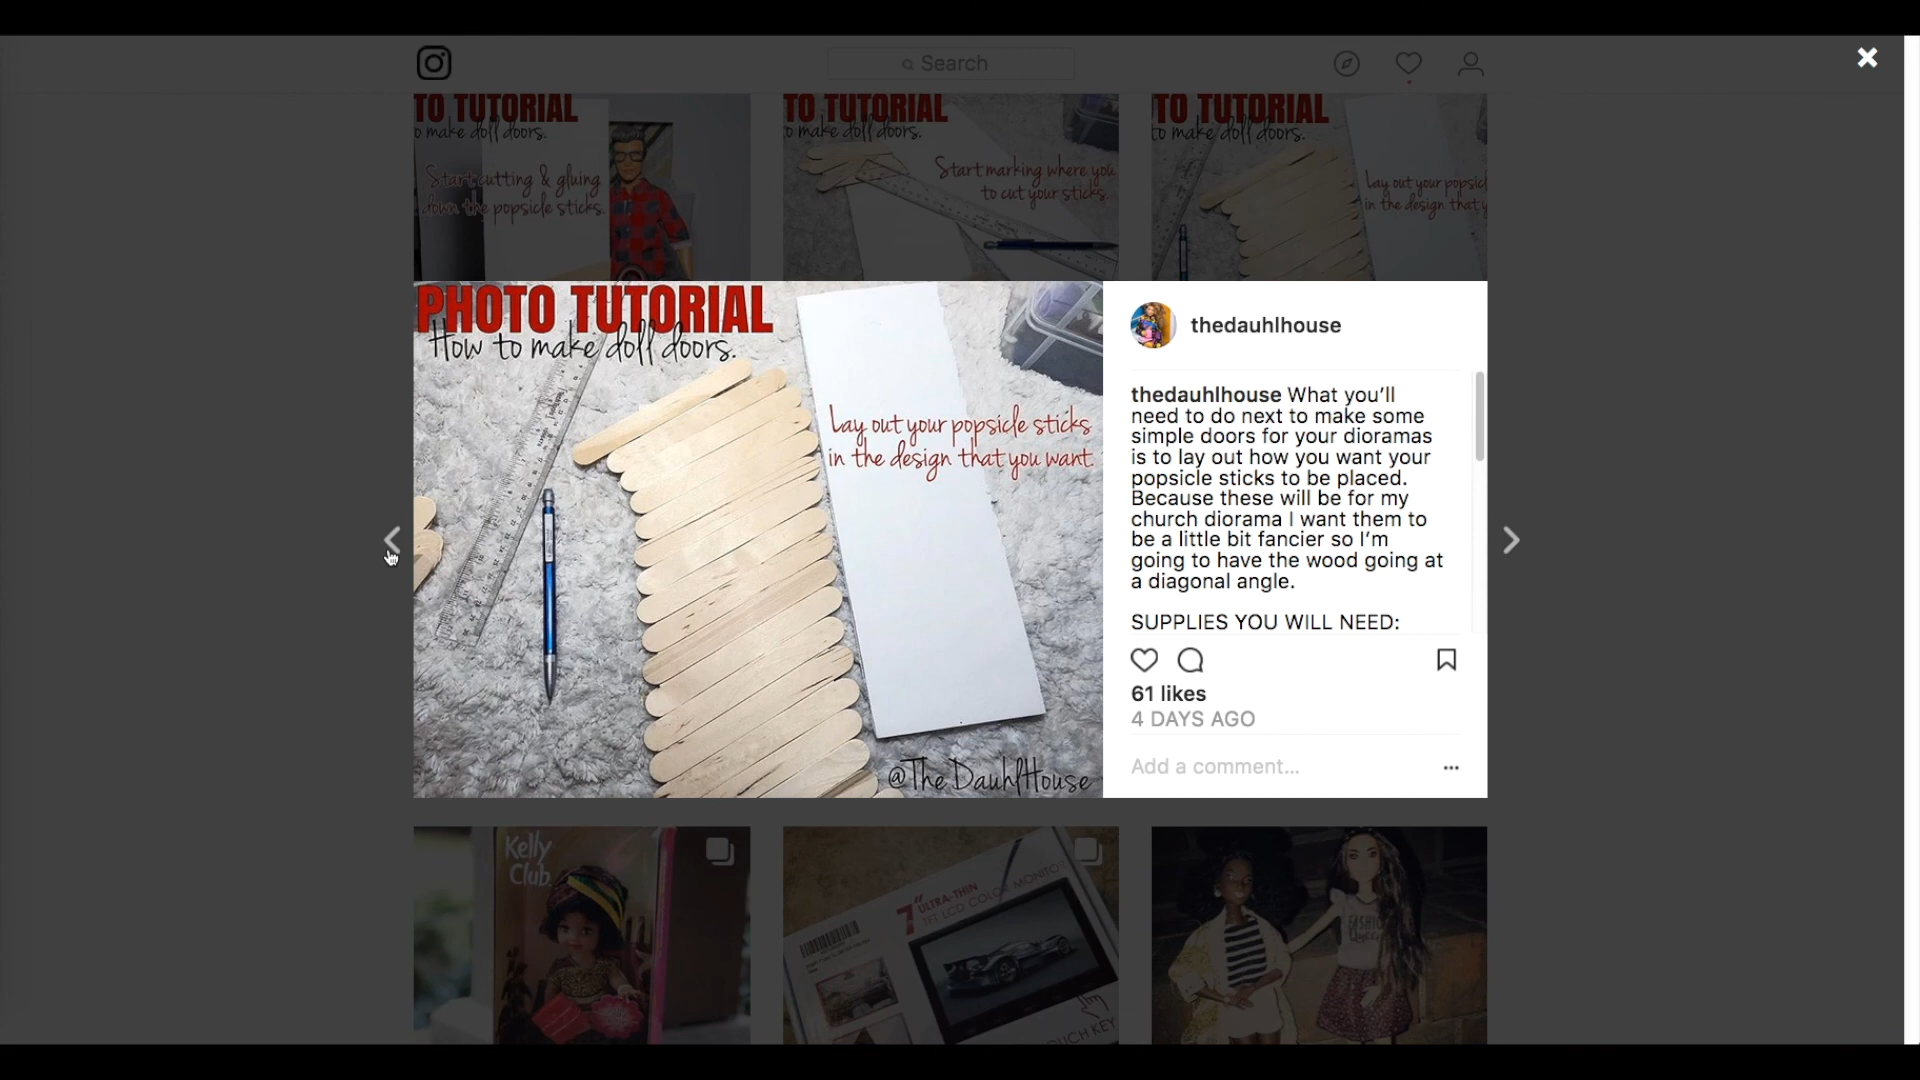 Search
TO TUTORIAL
o make doll doors.
Start cutting & gluing
down the popsicle sticks.
TO TUTORIAL
o make doll doors.
Start marking where you
to cut your sticks.
TO TUTORIAL
to make doll doors.
Lay out your popsicl
in the design that y
PHOTO TUTORIAL
How to make doll doors.
Lay out your popsicle sticks
in the design that you want.
@TheDauhlHouse
thedauhlhouse
thedauhlhouse What you’ll
need to do next to make some
simple doors for your dioramas
is to lay out how you want your
popsicle sticks to be placed.
Because these will be for my
church diorama I want them to
be a little bit fancier so I’m
going to have the wood going at
a diagonal angle.
SUPPLIES YOU WILL NEED:
61 likes
4 DAYS AGO
Add a comment...
Kelly
Club
7" ULTRA-THIN
TFT LCD COLOR MONITOR
OUCH KEY
FASHION
Queen